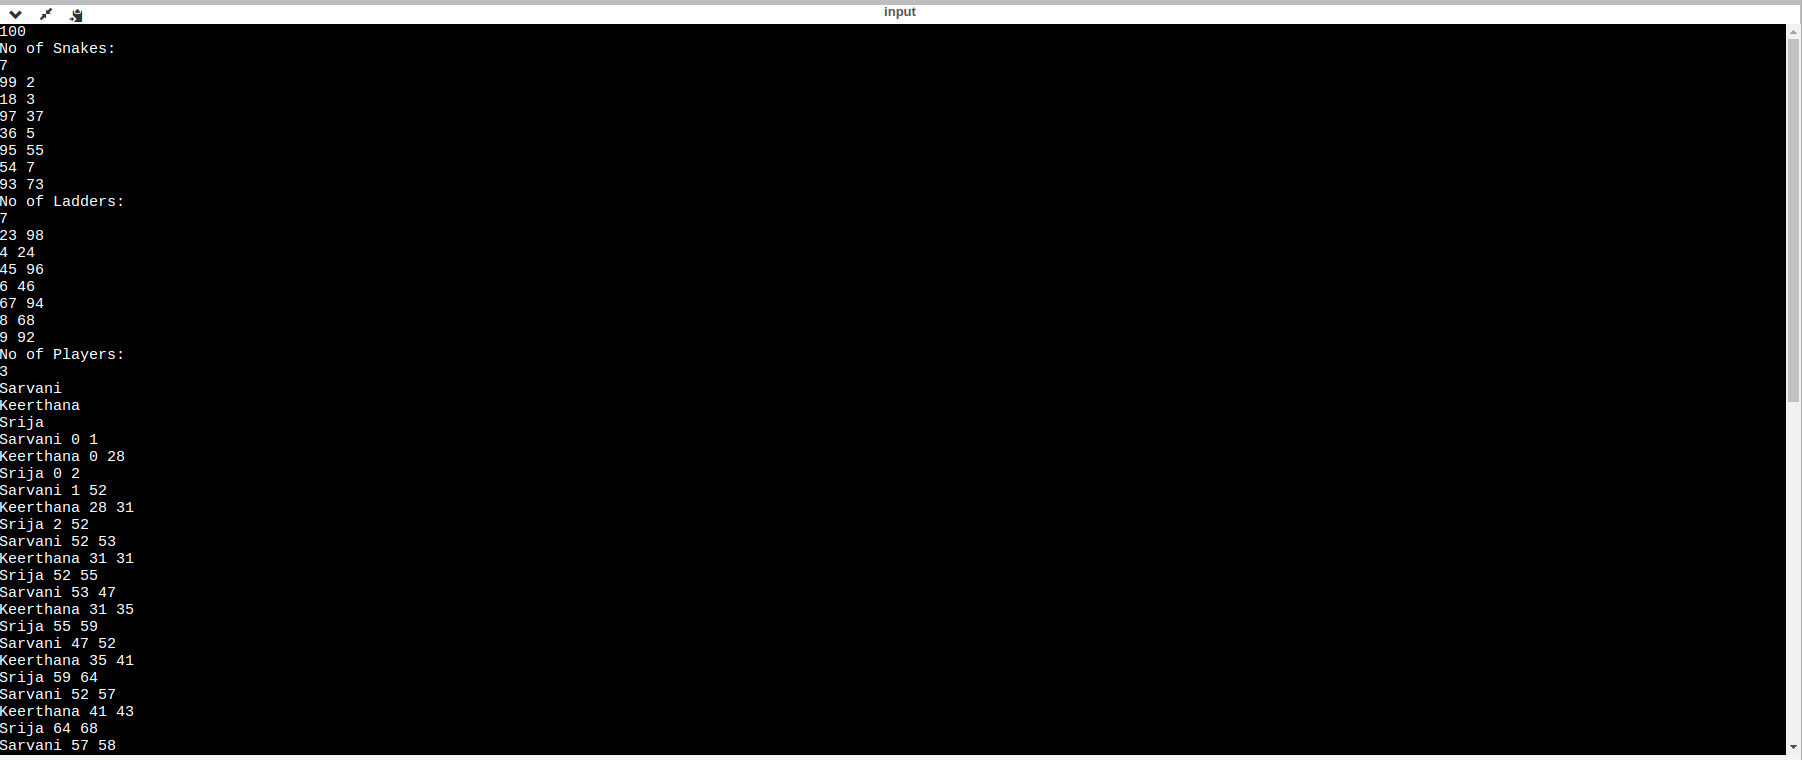 input
100
No of Snakes:
7
99 2
18 3
97 37
36 5
95 55
54 7
93 73
No of Ladders:
7
23 98
4 24
45 96
6 46
67 94
8 68
9 92
No of Players:
3
Sarvani
Keerthana
Srija
Sarvani 0 1
Keerthana 0 28
Srija 0 2
Sarvani 1 52
Keerthana 28 31
Srija 2 52
Sarvani 52 53
Keerthana 31 31
Srija 52 55
Sarvani 53 47
Keerthana 31 35
Srija 55 59
Sarvani 47 52
Keerthana 35 41
Srija 59 64
Sarvani 52 57
Keerthana 41 43
Srija 64 68
Sarvani 57 58